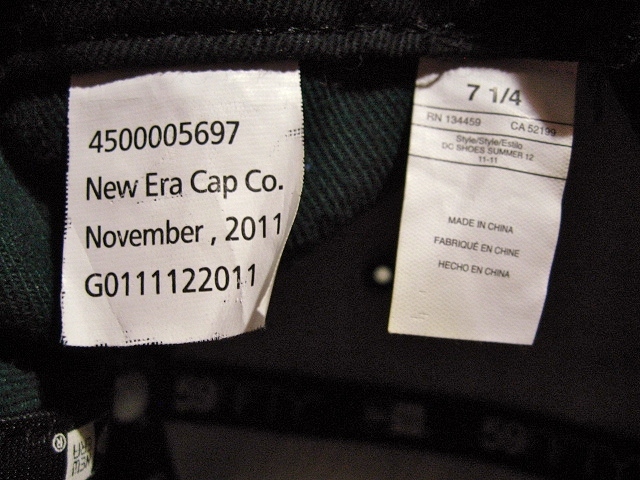 4500005697
New Era Cap Co.
November , 2011
G0111122011
7 1/4
RN 134459 CA 52199
Style/Style/Estilo
DC SHOES SUMMER 12
11-11
MADE IN CHINA
FABRIQUÉ EN CHINE
HECHO EN CHINA
®